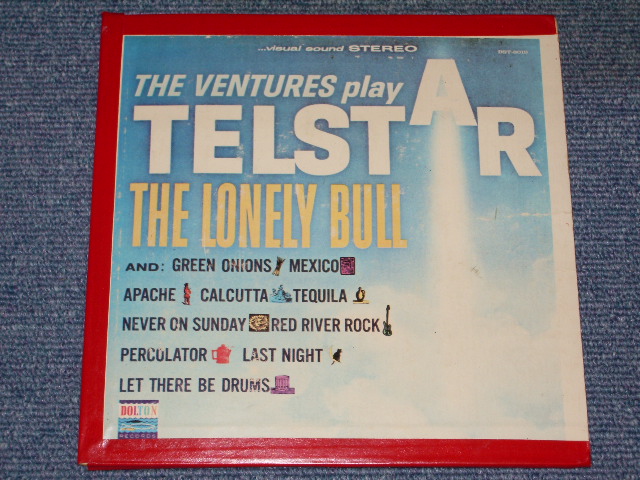 ...visual sound STEREO
THE VENTURES play
TELSTAR
THE LONELY BULL
AND: GREEN ONIONS MEXICO
APACHE CALCUTTA TEQUILA
NEVER ON SUNDAY RED RIVER ROCK
PERCOLATOR LAST NIGHT
LET THERE BE DRUMS
DOLTON
RECORDS